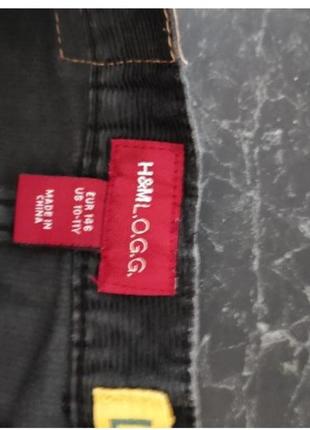 H&M L.O.G.G.
EUR 146
US 10-11Y
MADE IN
CHINA